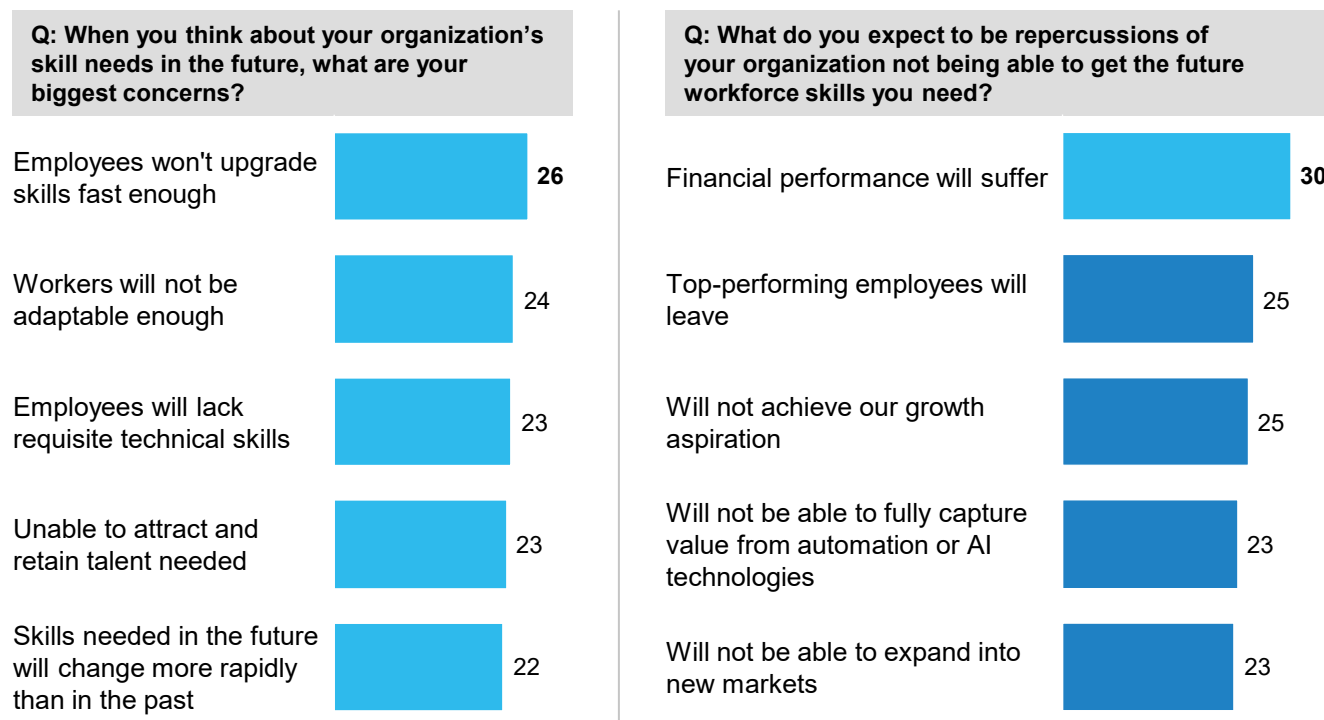 Q: When you think about your organization’s
skill needs in the future, what are your
biggest concerns?
Employees won't upgrade
skills fast enough
26
Workers will not be
adaptable enough
24
Employees will lack
requisite technical skills
23
Unable to attract and
retain talent needed
23
Skills needed in the future
will change more rapidly
than in the past
22
Q: What do you expect to be repercussions of
your organization not being able to get the future
workforce skills you need?
Financial performance will suffer
30
Top-performing employees will
leave
25
Will not achieve our growth
aspiration
25
Will not be able to fully capture
value from automation or AI
technologies
23
Will not be able to expand into
new markets
23